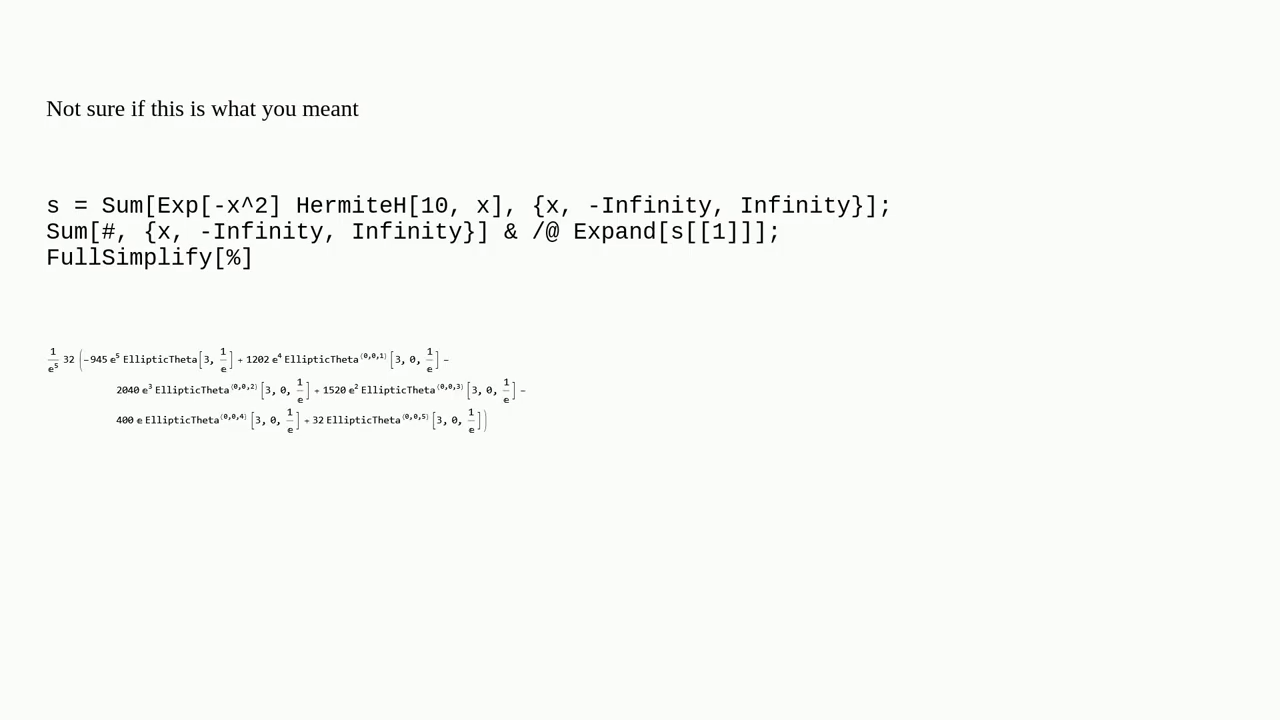 Not sure if this is what you meant
s = Sum[Exp[-x^2] HermiteH[10, x], {x, -Infinity, Infinity}];
Sum[#, {x, -Infinity, Infinity}] & /@ Expand[s[[1]]];
FullSimplify[%]
1/e^5 32 (-945 e^5 EllipticTheta[3, 1/e] + 1202 e^4 EllipticTheta^(0,0,1)[3, 0, 1/e] -
2040 e^3 EllipticTheta^(0,0,2)[3, 0, 1/e] + 1520 e^2 EllipticTheta^(0,0,3)[3, 0, 1/e] -
400 e EllipticTheta^(0,0,4)[3, 0, 1/e] + 32 EllipticTheta^(0,0,5)[3, 0, 1/e])